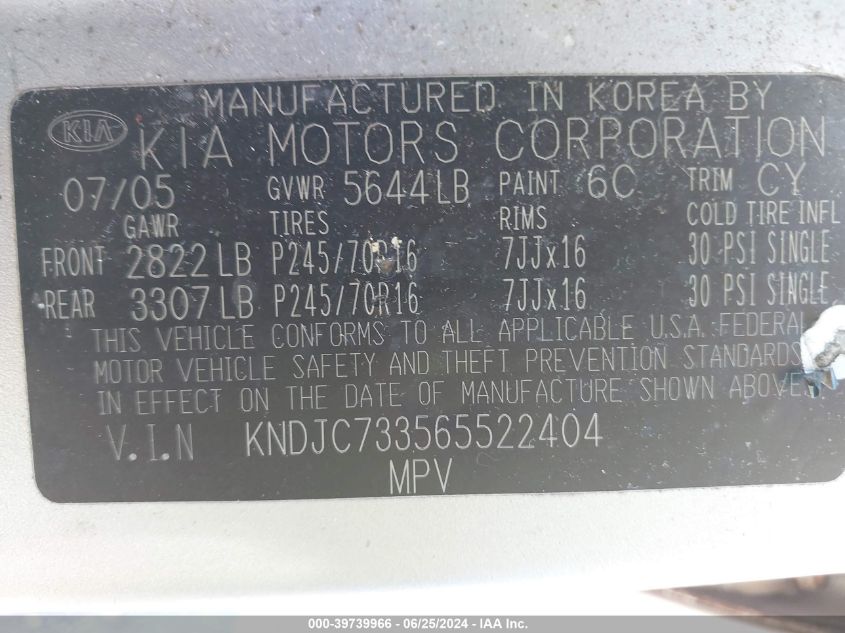 MANUFACTURED IN KOREA BY
KIA KIA MOTORS CORPORATION
07/05 GVWR 5644LB PAINT 6C TRIM CY
GAWR TIRES RIMS COLD TIRE INFL
FRONT 2822 LB P245/70R16 7JJx16 30 PSI SINGLE
REAR 3307 LB P245/70R16 7JJx16 30 PSI SINGLE
THIS VEHICLE CONFORMS TO ALL APPLICABLE U.S.A. FEDERAL
MOTOR VEHICLE SAFETY AND THEFT PREVENTION STANDARDS
IN EFFECT ON THE DATE OF MANUFACTURE SHOWN ABOVE
V.I.N KNDJC733565522404
MPV
000-39739966 - 06/25/2024 - IAA Inc.